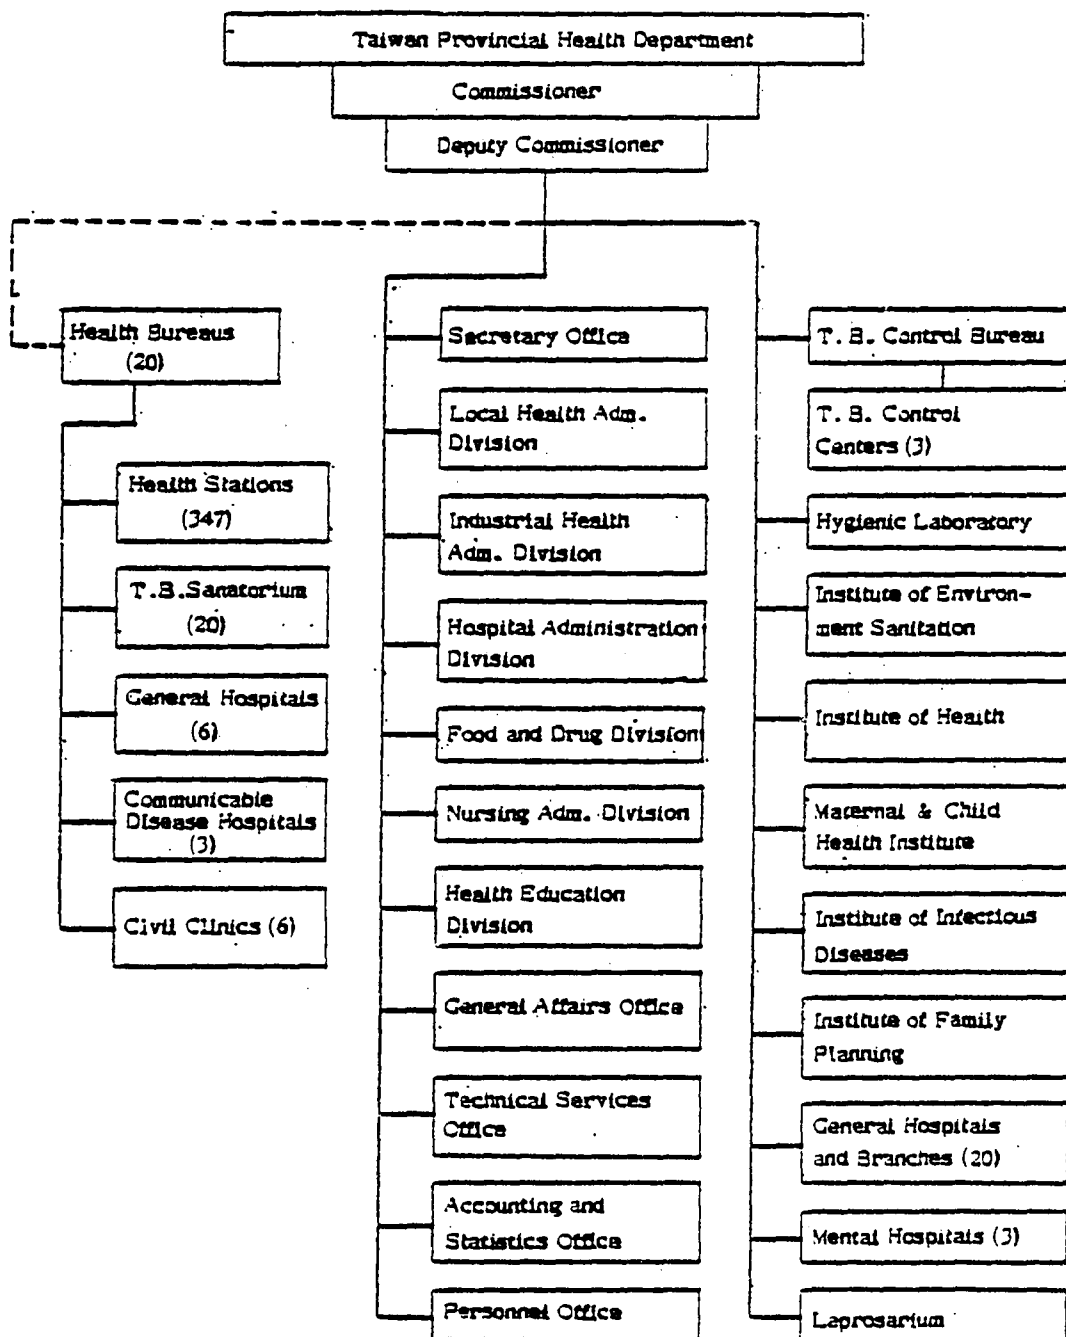 Taiwan Provincial Health Department
Commissioner
Deputy Commissioner
Health Bureaus
(20)
Health Stations
(347)
T.B.Sanatorium
(20)
General Hospitals
(6)
Communicable
Disease Hospitals
(3)
Civil Clinics (6)
Secretary Office
Local Health Adm.
Division
Industrial Health
Adm. Division
Hospital Administration
Division
Food and Drug Division
Nursing Adm. Division
Health Education
Division
General Affairs Office
Technical Services
Office
Accounting and
Statistics Office
Personnel Office
T. B. Control Bureau
T. B. Control
Centers (3)
Hygienic Laboratory
Institute of Environ-
ment Sanitation
Institute of Health
Maternal & Child
Health Institute
Institute of Infectious
Diseases
Institute of Family
Planning
General Hospitals
and Branches (20)
Mental Hospitals (3)
Leprosarium